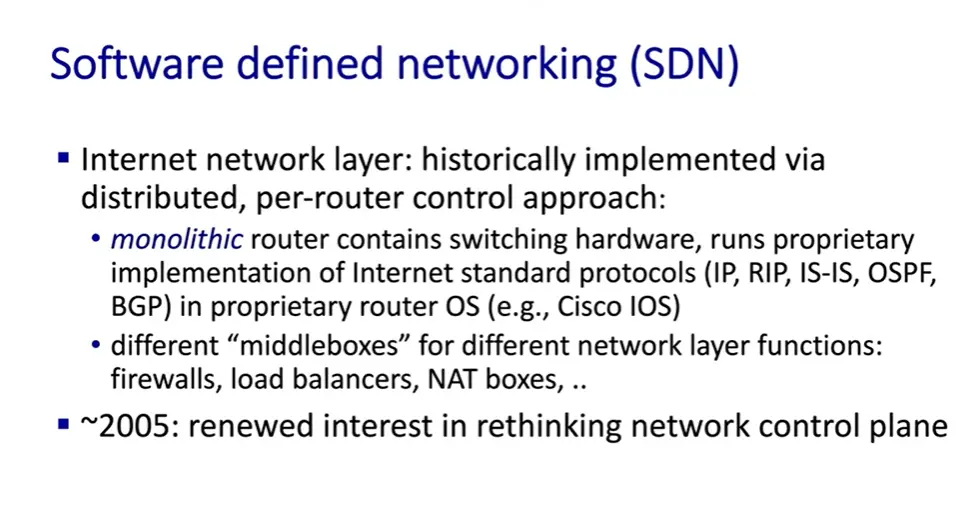 Software defined networking (SDN)
▪ Internet network layer: historically implemented via
distributed, per-router control approach:
• monolithic router contains switching hardware, runs proprietary
implementation of Internet standard protocols (IP, RIP, IS-IS, OSPF,
BGP) in proprietary router OS (e.g., Cisco IOS)
• different “middleboxes” for different network layer functions:
firewalls, load balancers, NAT boxes, ..
▪ ~2005: renewed interest in rethinking network control plane